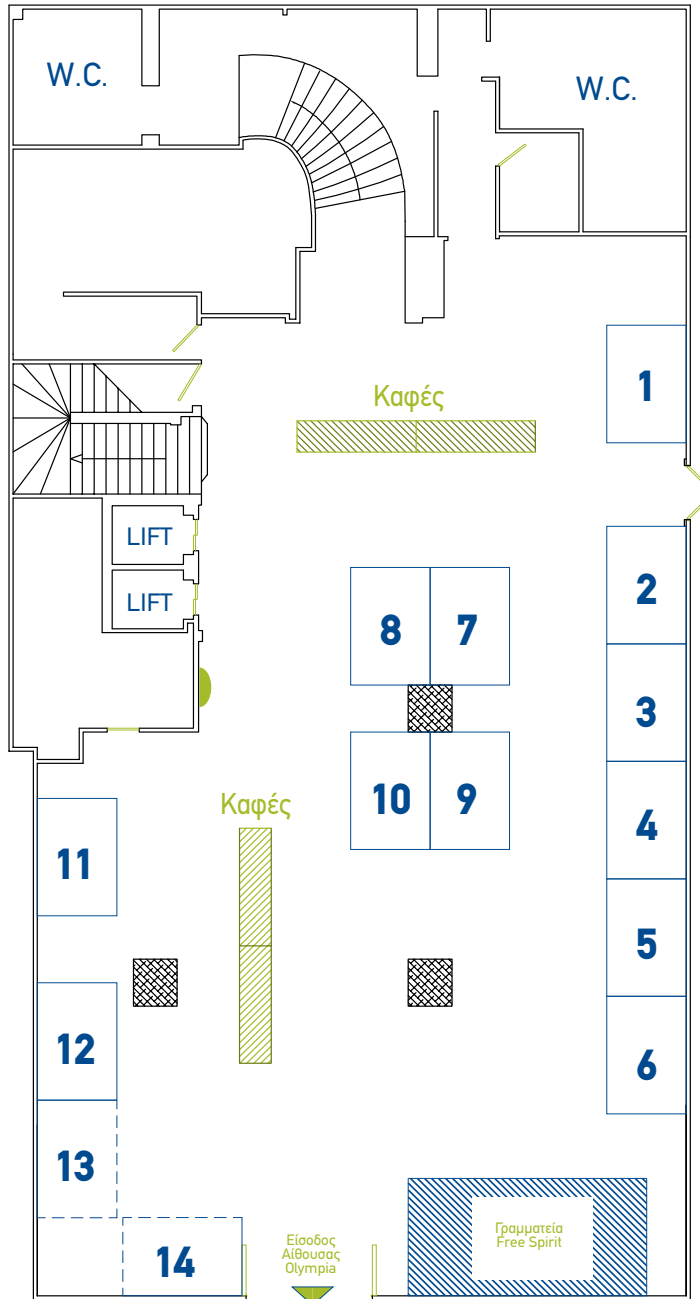 W.C.
W.C.
1
Καφές
LIFT
2
LIFT
8
7
3
10
9
Καφές
4
11
5
12
6
13
14
Είσοδος
Αίθουσας
Olympia
Γραμματεία
Free Spirit